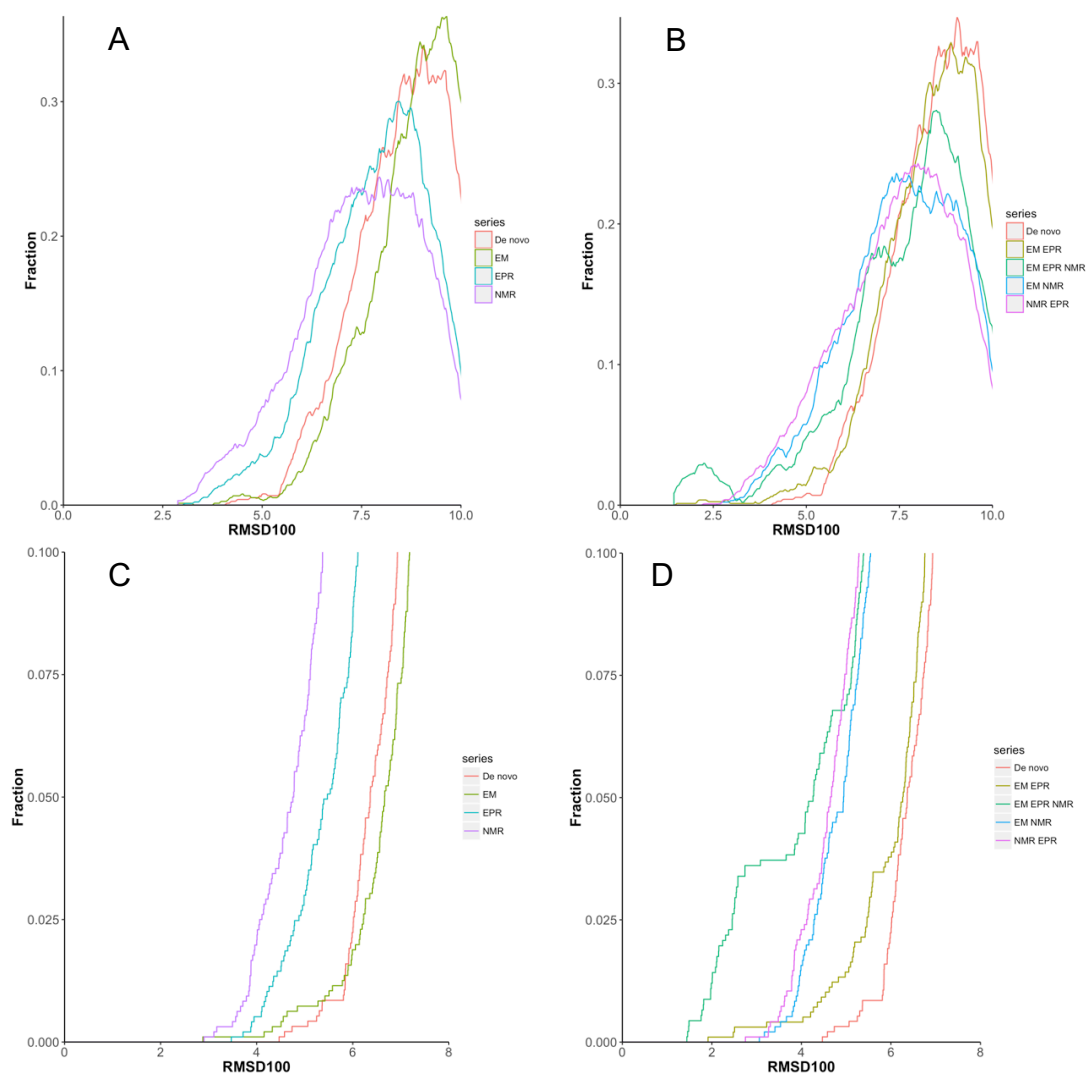 A
0.3
0.2
0.1
0.0
Fraction
0.0
2.5
5.0
7.5
10.0
RMSD100
series
De novo
EM
EPR
NMR
B
0.3
0.2
0.1
0.0
Fraction
0.0
2.5
5.0
7.5
10.0
RMSD100
series
De novo
EM EPR
EM EPR NMR
EM NMR
NMR EPR
C
0.100
0.075
0.050
0.025
0.000
Fraction
0
2
4
6
8
RMSD100
series
De novo
EM
EPR
NMR
D
0.100
0.075
0.050
0.025
0.000
Fraction
0
2
4
6
8
RMSD100
series
De novo
EM EPR
EM EPR NMR
EM NMR
NMR EPR